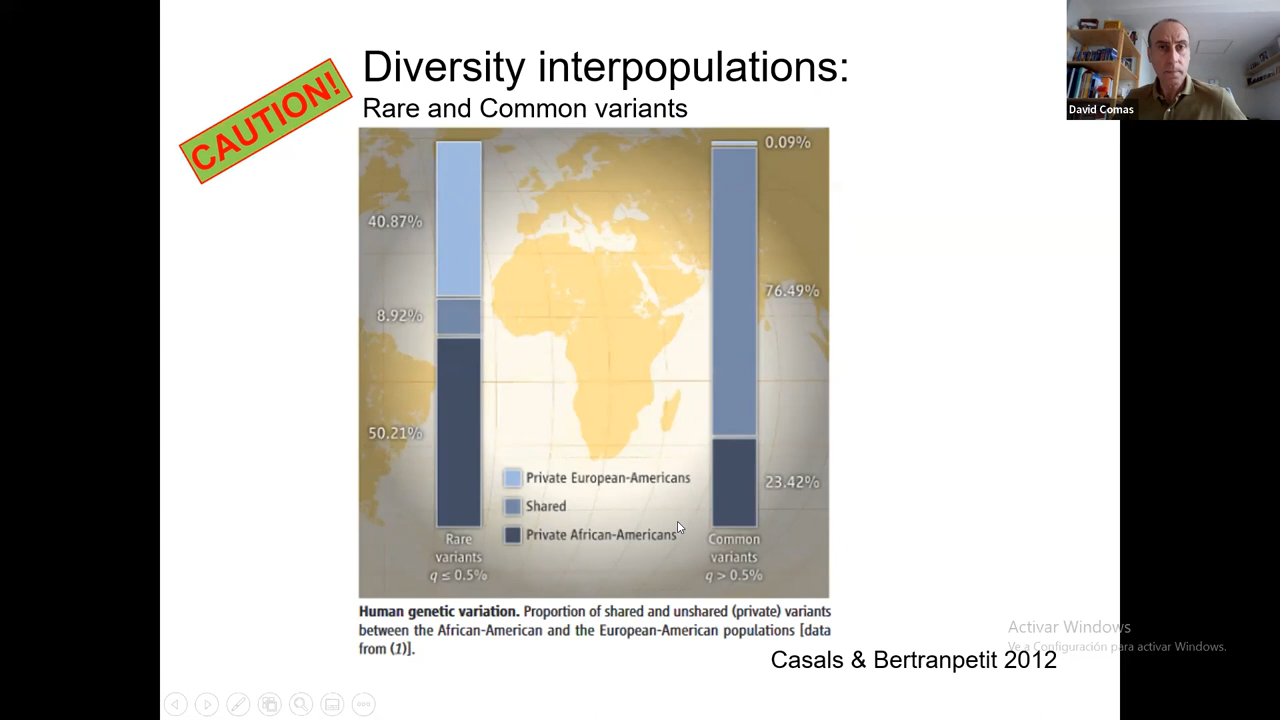 CAUTION!
Diversity interpopulations:
Rare and Common variants
David Comas
40.87%
8.92%
50.21%
0.09%
76.49%
23.42%
Private European-Americans
Shared
Private African-Americans
Rare
variants
q ≤ 0.5%
Common
variants
q > 0.5%
Human genetic variation. Proportion of shared and unshared (private) variants
between the African-American and the European-American populations [data
from (1)].
Casals & Bertranpetit 2012
Activar Windows
Ve a Configuración para activar Windows.